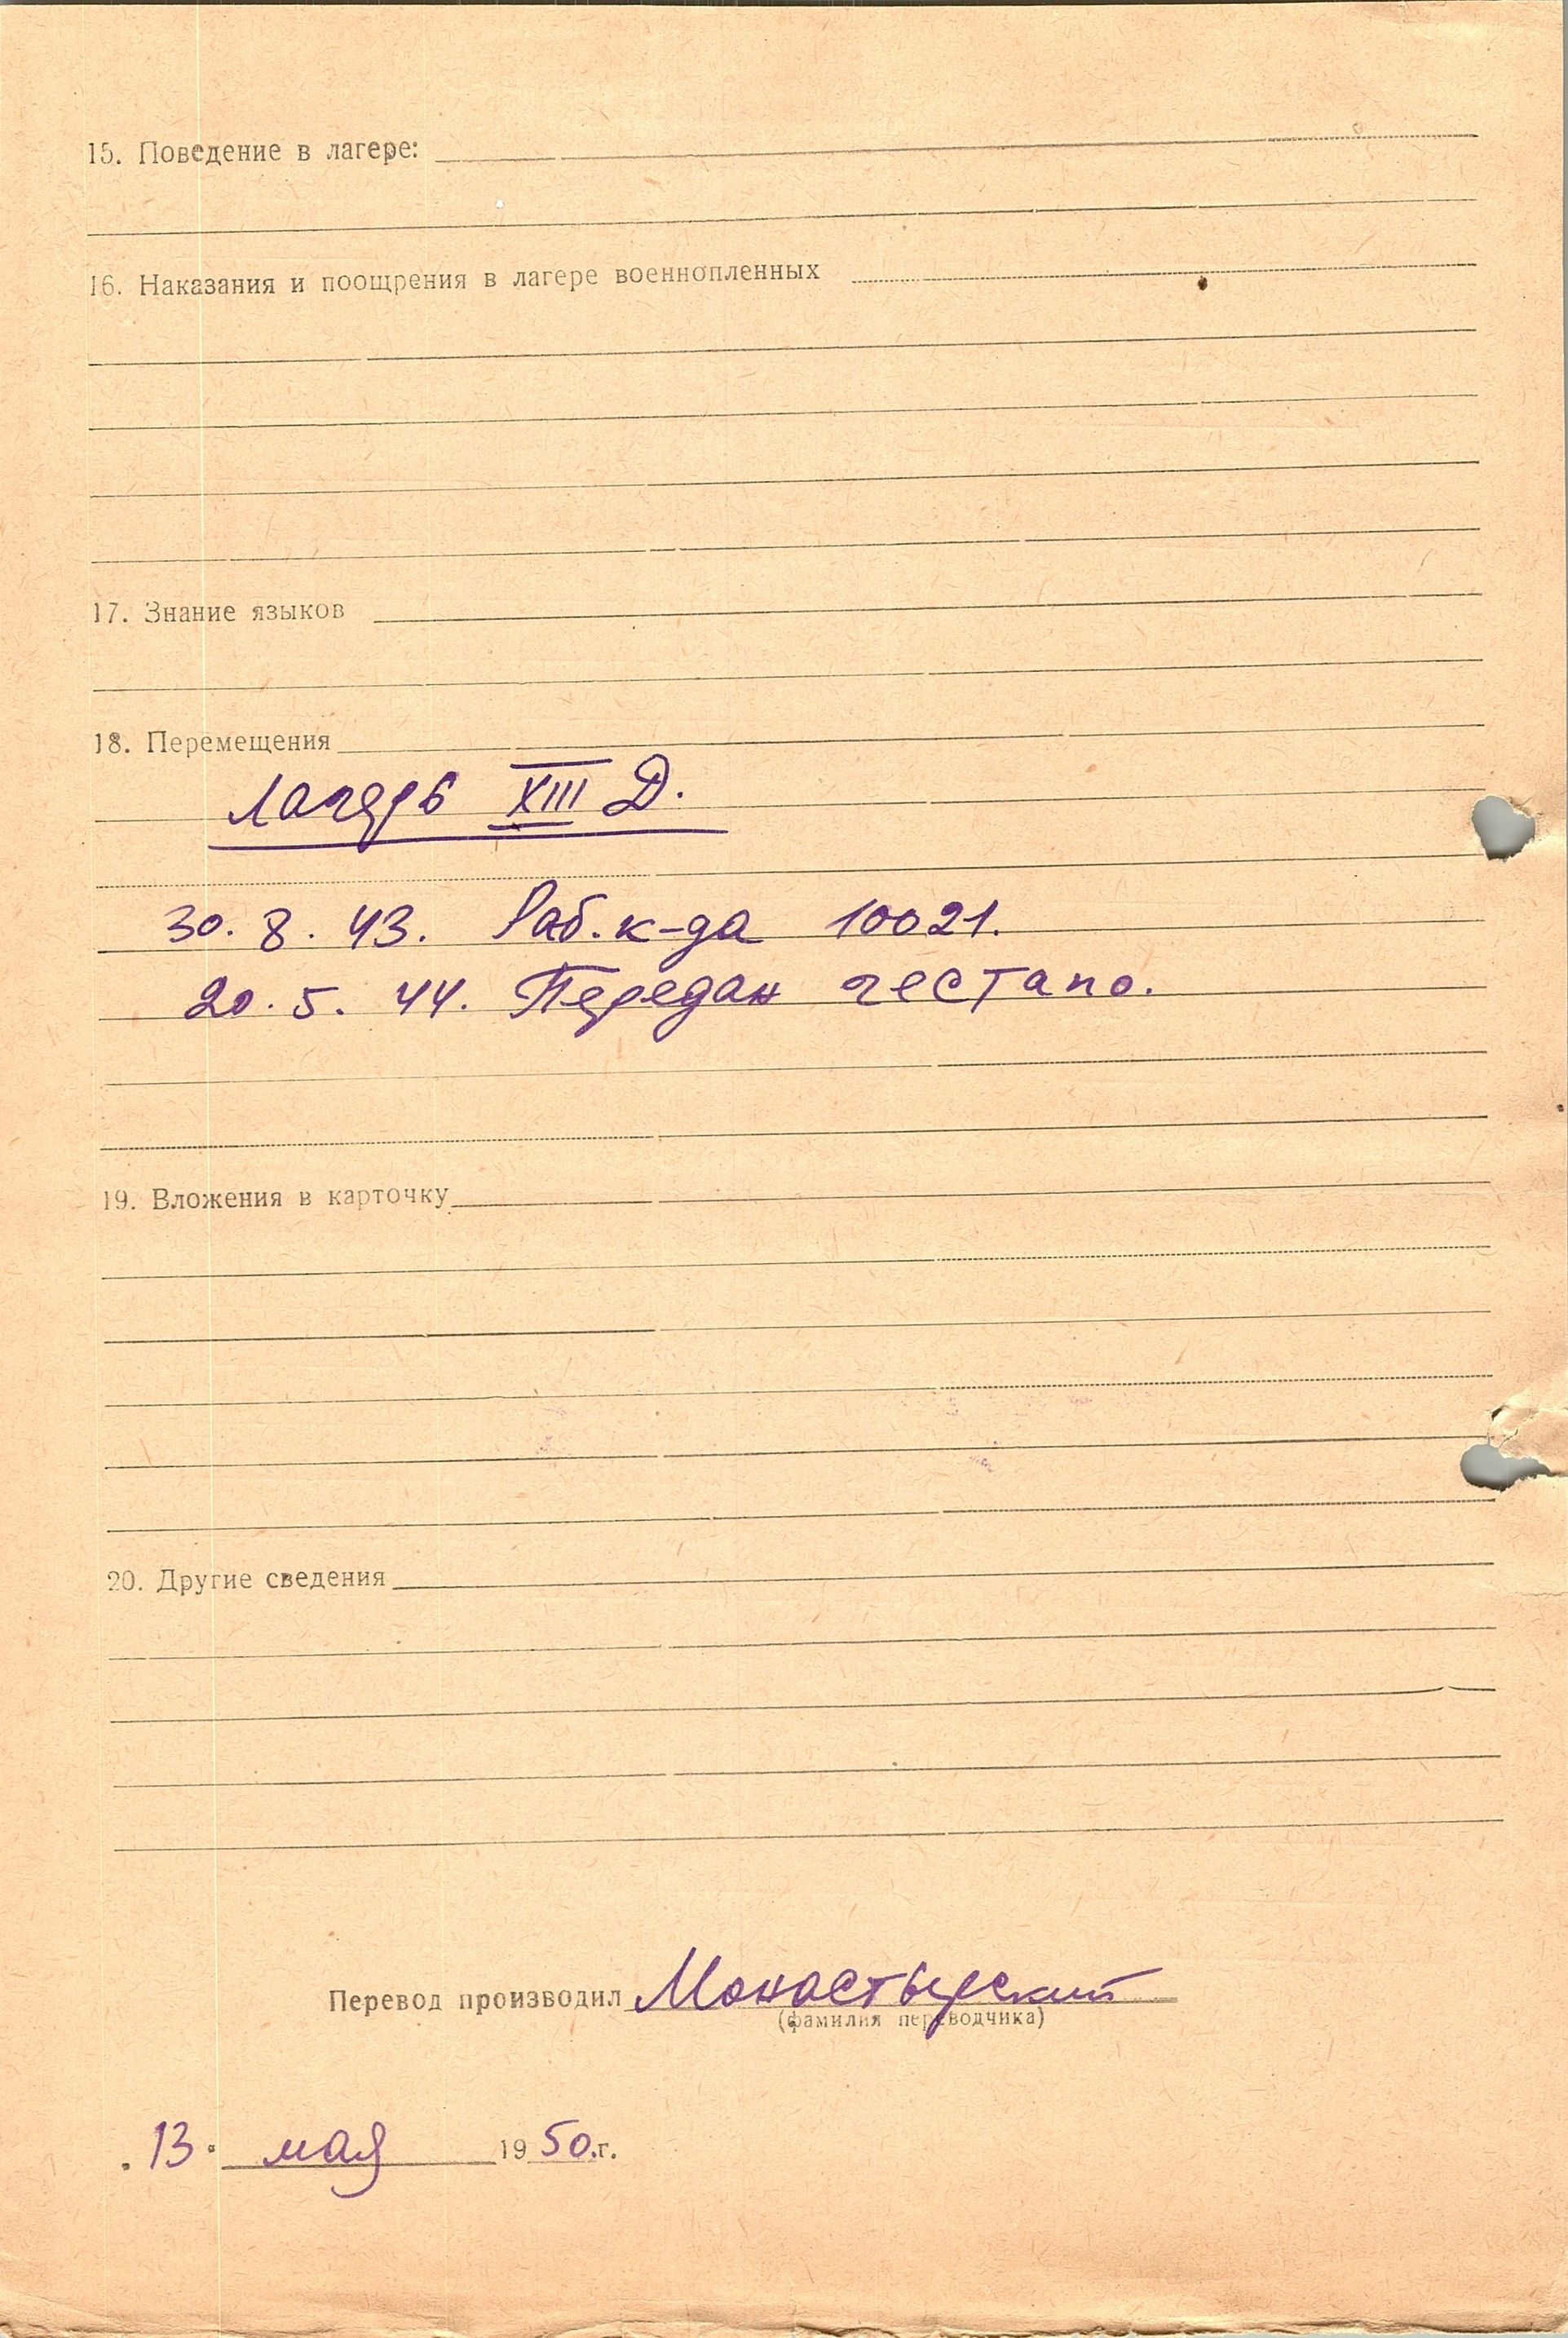 15. Поведение в лагере:
16. Наказания и поощрения в лагере военнопленных
17. Знание языков
18. Перемещения
Лагерь XIII Д.
30. 8. 43. Раб. к-да 10021.
20. 5. 44. Передан гестапо.
19. Вложения в карточку
20. Другие сведения
Перевод производил Монастырский
(фамилия переводчика)
13. мая 1950.г.